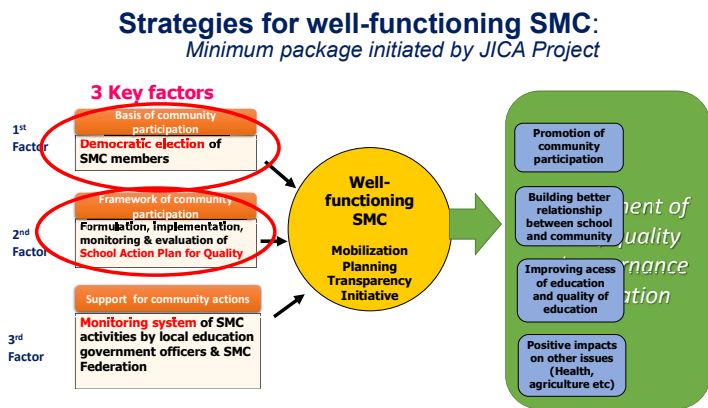 Strategies for well-functioning SMC:
Minimum package initiated by JICA Project
3 Key factors
1st
Factor
Basis of community
participation
Democratic election of
SMC members
2nd
Factor
Framework of community
participation
Formulation, implementation,
monitoring & evaluation of
School Action Plan for Quality
3rd
Factor
Support for community actions
Monitoring system of SMC
activities by local education
government officers & SMC
Federation
Well-
functioning
SMC
Mobilization
Planning
Transparency
Initiative
Promotion of
community
participation
Building better
relationship
between school
and community
Improving acess
of education
and quality of
education
Positive impacts
on other issues
(Health,
agriculture etc)
of
quality